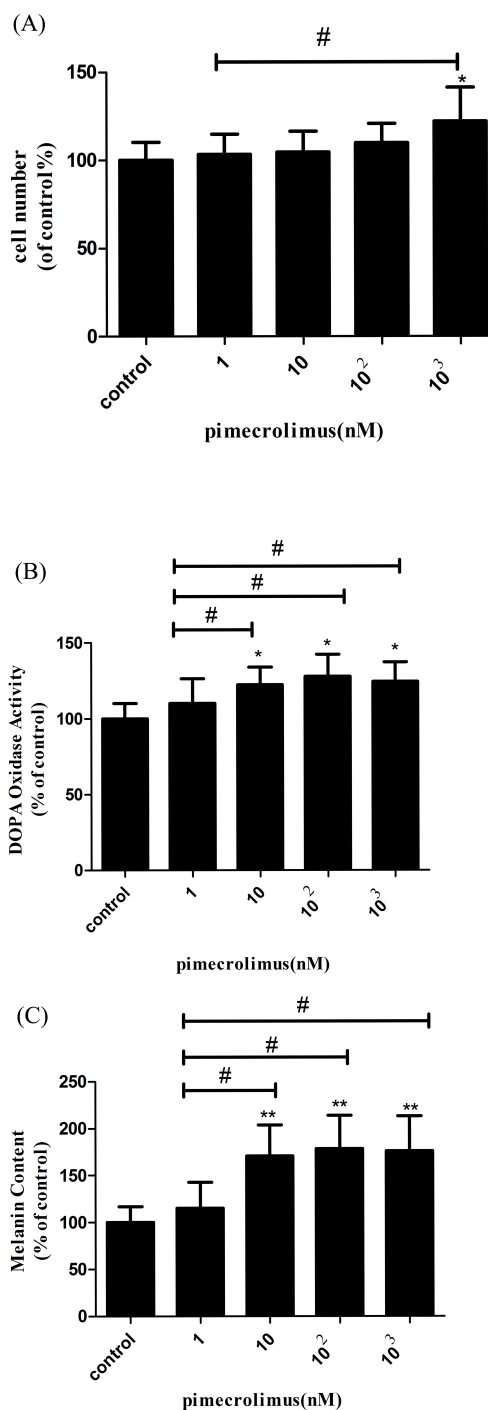 (A)
#
*
150
100
50
0
cell number
(of control%)
control
1
10
10²
10³
pimecrolimus(nM)
(B)
#
#
#
*
*
*
150
100
50
0
DOPA Oxidase Activity
(% of control)
control
1
10
10²
10³
pimecrolimus(nM)
(C)
#
#
#
**
**
**
250
200
150
100
50
0
Melanin Content
(% of control)
control
1
10
10²
10³
pimecrolimus(nM)